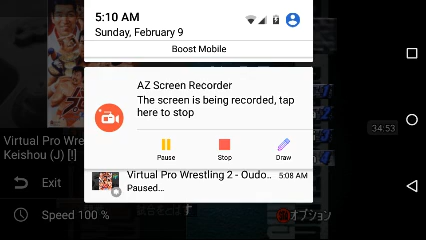 5:10 AM
Sunday, February 9
Boost Mobile
AZ Screen Recorder
The screen is being recorded, tap
here to stop
Pause
Stop
Draw
34:53
Virtual Pro Wre
Keishou (J) [!]
Virtual Pro Wrestling 2 - Oudo..
5:08 AM
Paused...
Exit
Speed 100 %
オプション